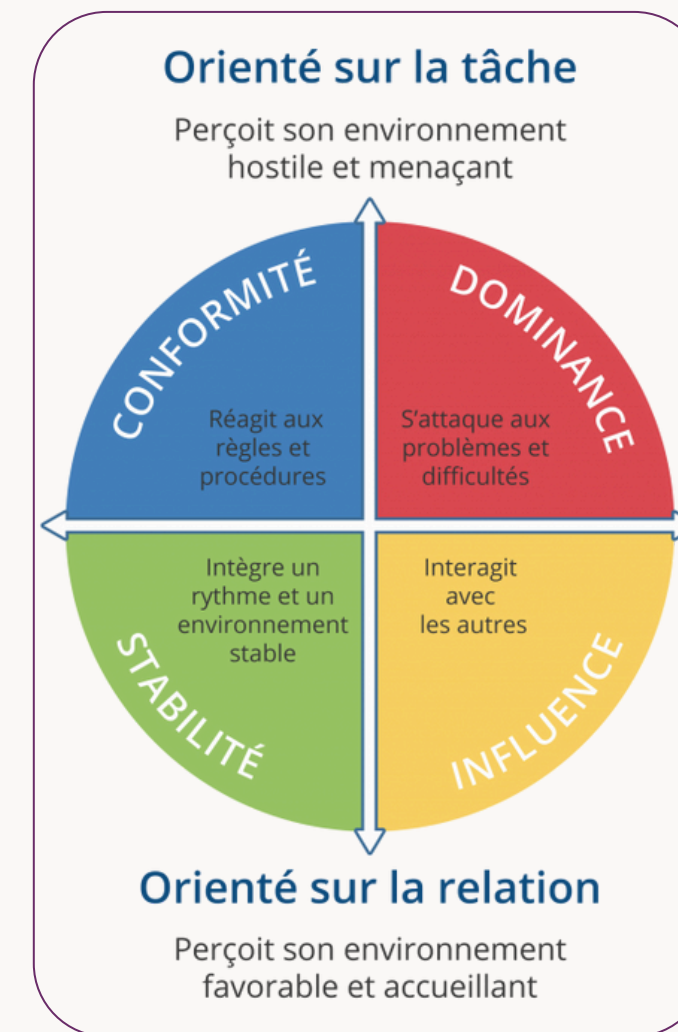 Orienté sur la tâche
Perçoit son environnement
hostile et menaçant
CONFORMITÉ
Réagit aux
règles et
procédures
DOMINANCE
S'attaque aux
problèmes et
difficultés
STABILITÉ
Intègre un
rythme et un
environnement
stable
INFLUENCE
Interagit
avec
les autres
Orienté sur la relation
Perçoit son environnement
favorable et accueillant